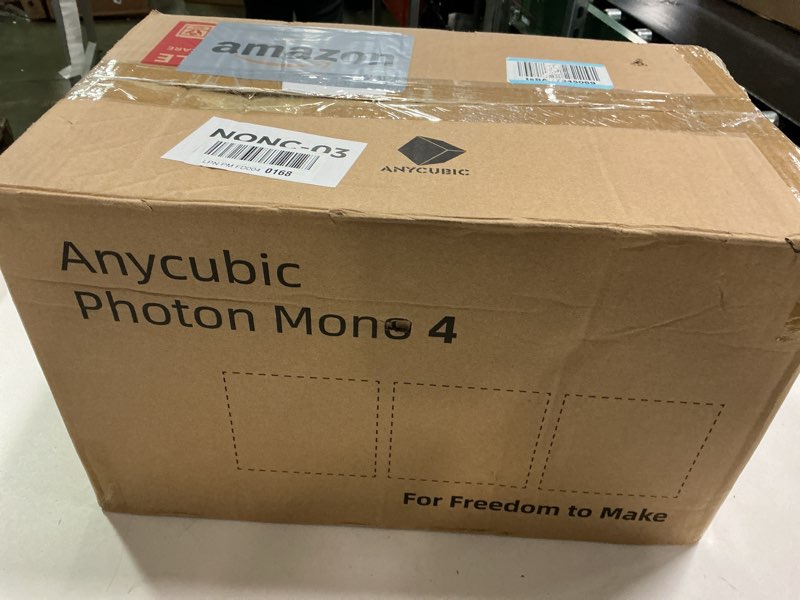 amazon
NONC-03
0168
ANYCUBIC
Anycubic
Photon Mono 4
For Freedom to Make